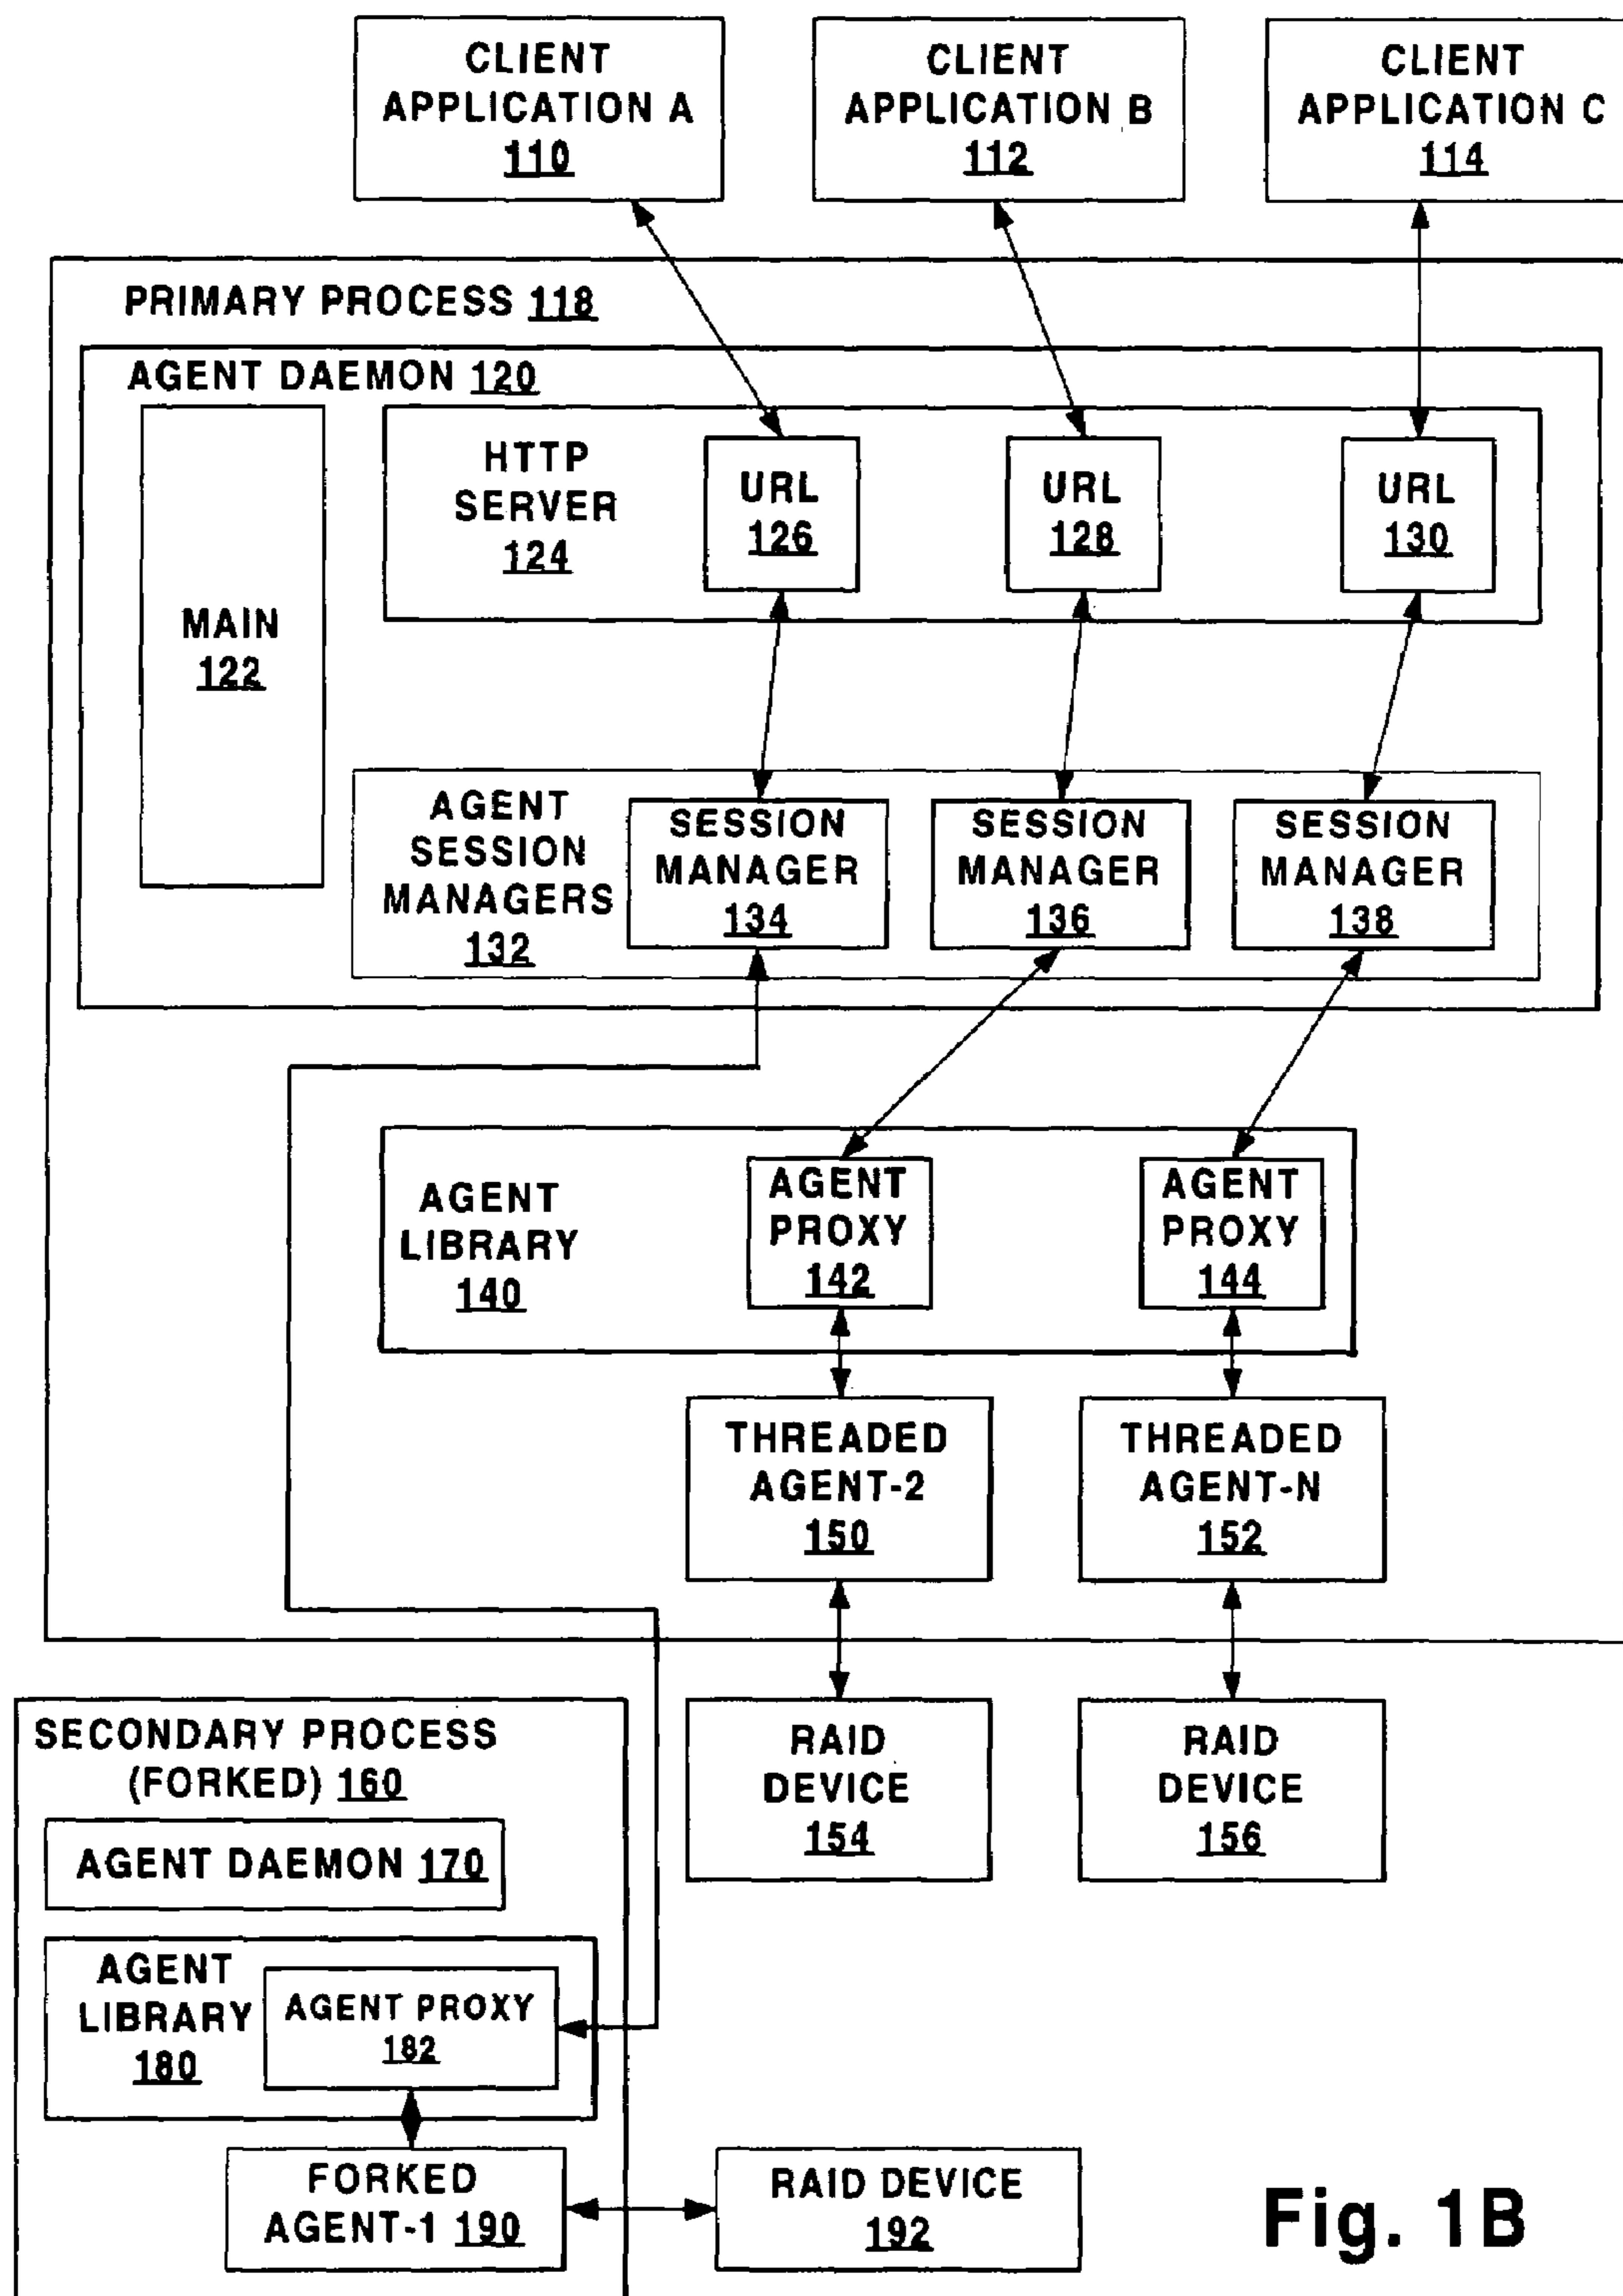 CLIENT
APPLICATION A
110
CLIENT
APPLICATION B
112
CLIENT
APPLICATION C
114
PRIMARY PROCESS 118
AGENT DAEMON 120
MAIN
122
HTTP
SERVER
124
URL
126
URL
128
URL
130
AGENT
SESSION
MANAGERS
132
SESSION
MANAGER
134
SESSION
MANAGER
136
SESSION
MANAGER
138
AGENT
LIBRARY
140
AGENT
PROXY
142
AGENT
PROXY
144
THREADED
AGENT-2
150
THREADED
AGENT-N
152
RAID
DEVICE
154
RAID
DEVICE
156
SECONDARY PROCESS
(FORKED) 160
AGENT DAEMON 170
AGENT
LIBRARY
180
AGENT PROXY
182
FORKED
AGENT-1 190
RAID DEVICE
192
Fig. 1B